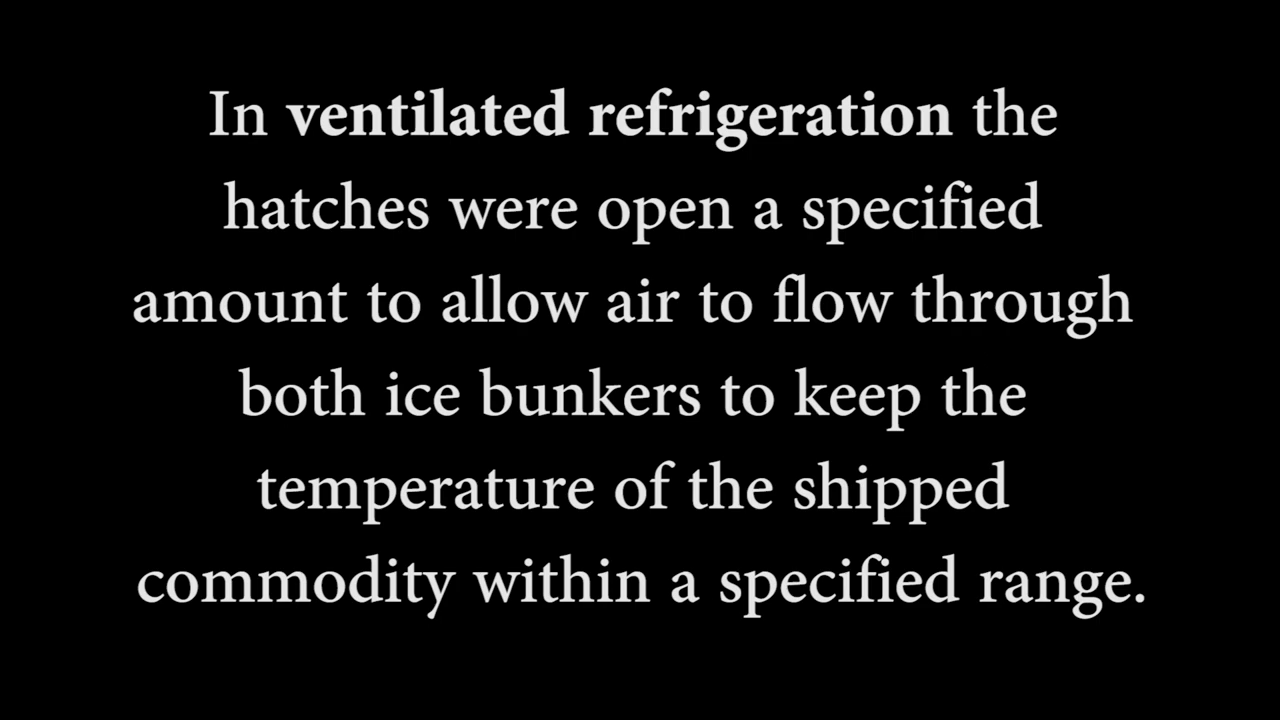 In ventilated refrigeration the
hatches were open a specified
amount to allow air to flow through
both ice bunkers to keep the
temperature of the shipped
commodity within a specified range.